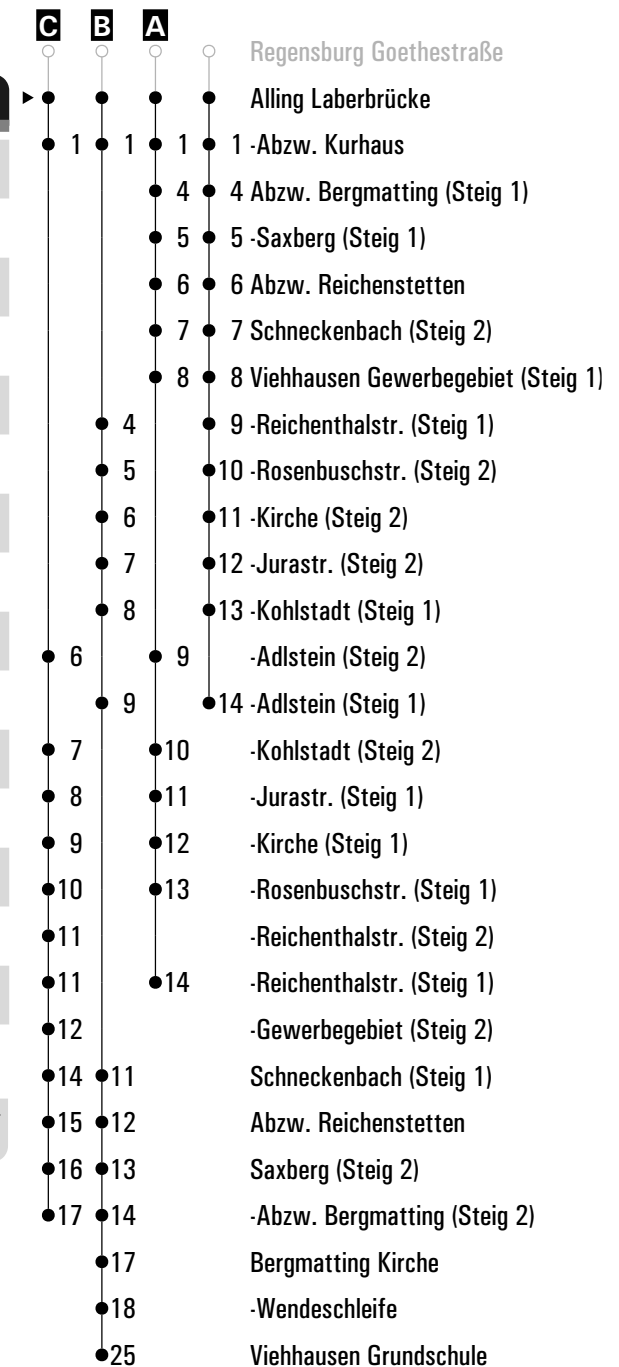 C B A
Regensburg Goethestraße
Alling Laberbrücke
1 1 1 1 -Abzw. Kurhaus
4 4 Abzw. Bergmatting (Steig 1)
5 5 -Saxberg (Steig 1)
6 6 Abzw. Reichenstetten
7 7 Schneckenbach (Steig 2)
8 8 Viehhausen Gewerbegebiet (Steig 1)
4 9 -Reichenthalstr. (Steig 1)
5 10 -Rosenbuschstr. (Steig 2)
6 11 -Kirche (Steig 2)
7 12 -Jurastr. (Steig 2)
8 13 -Kohlstadt (Steig 1)
6 9 -Adlstein (Steig 2)
9 14 -Adlstein (Steig 1)
7 10 -Kohlstadt (Steig 2)
8 11 -Jurastr. (Steig 1)
9 12 -Kirche (Steig 1)
10 13 -Rosenbuschstr. (Steig 1)
11 -Reichenthalstr. (Steig 2)
11 14 -Reichenthalstr. (Steig 1)
12 -Gewerbegebiet (Steig 2)
14 11 Schneckenbach (Steig 1)
15 12 Abzw. Reichenstetten
16 13 Saxberg (Steig 2)
17 14 -Abzw. Bergmatting (Steig 2)
17 Bergmatting Kirche
18 -Wendeschleife
25 Viehhausen Grundschule